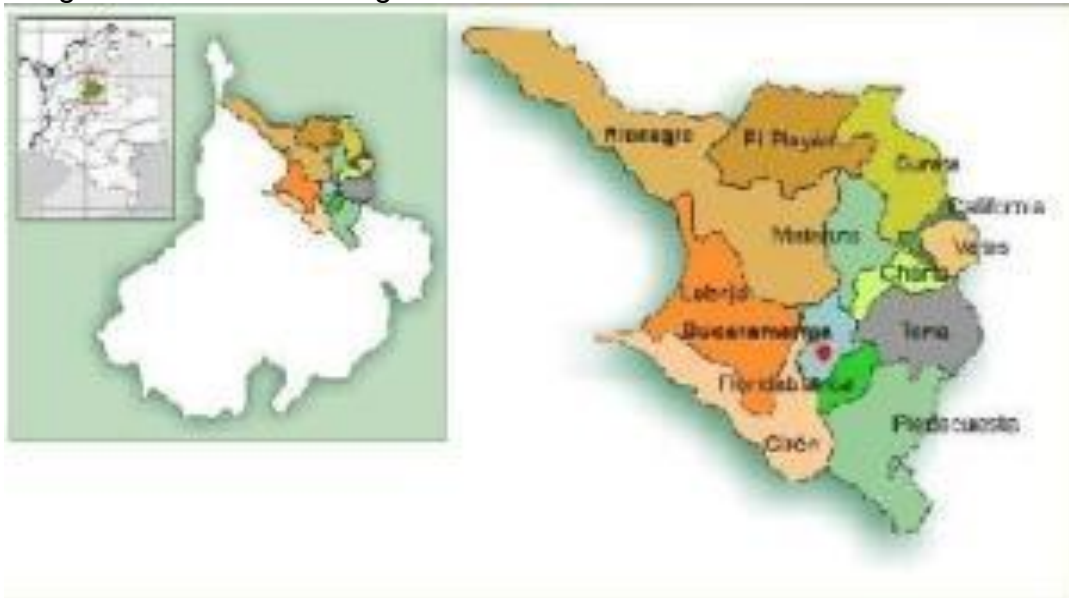 Rionegro
El Playón
Surata
California
Matanza
Vetas
Charta
Lebrija
Bucaramanga
Tona
Floridablanca
Piedecuesta
Girón